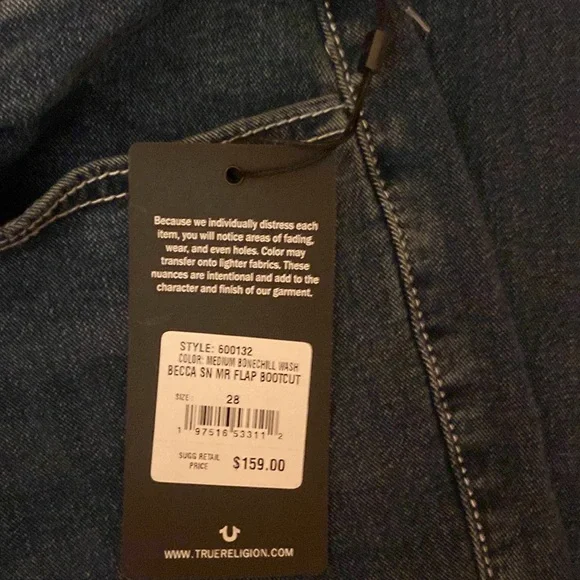 Because we individually distress each
item, you will notice areas of fading,
wear, and even holes. Color may
transfer onto lighter fabrics. These
nuances are intentional and add to the
character and finish of our garment.
STYLE: 600132
COLOR: MEDIUM BONECHILL WASH
BECCA SN MR FLAP BOOTCUT
SIZE: 28
1 97516 53311 2
SUGG RETAIL
PRICE $159.00
WWW.TRUERELIGION.COM